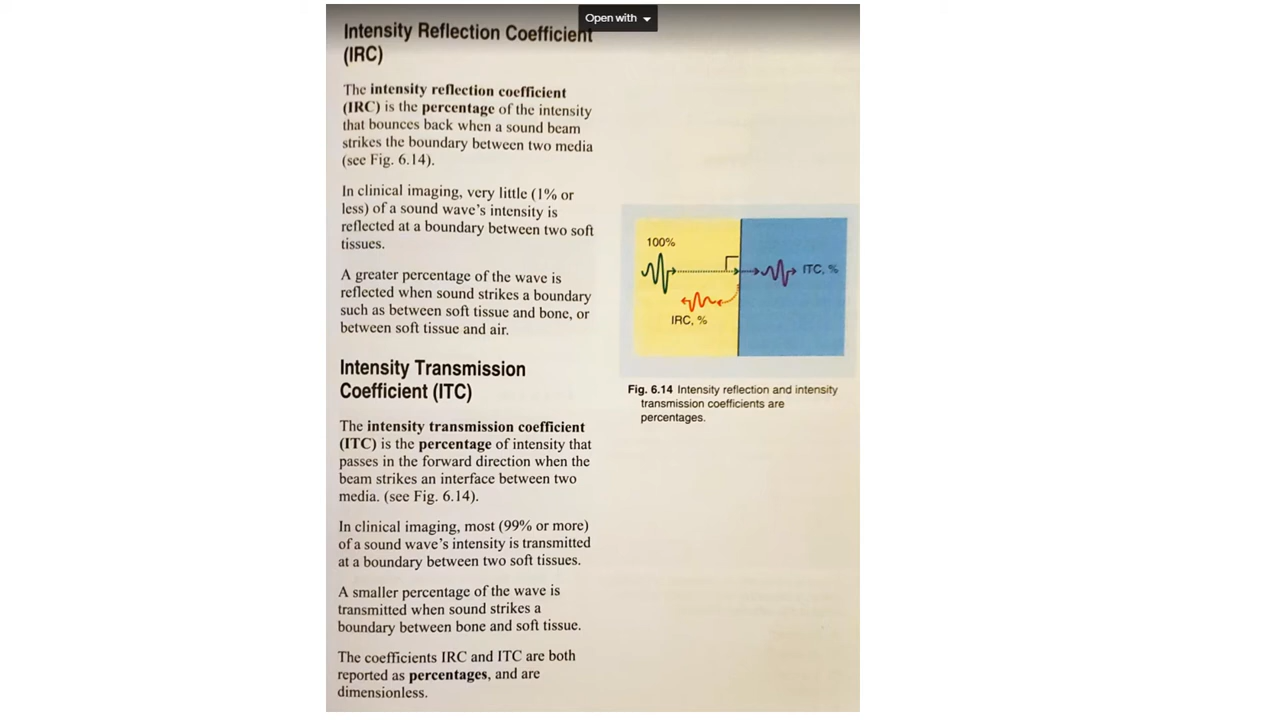 Open with
Intensity Reflection Coefficient
(IRC)
The intensity reflection coefficient
(IRC) is the percentage of the intensity
that bounces back when a sound beam
strikes the boundary between two media
(see Fig. 6.14).
In clinical imaging, very little (1% or
less) of a sound wave's intensity is
reflected at a boundary between two soft
tissues.
A greater percentage of the wave is
reflected when sound strikes a boundary
such as between soft tissue and bone, or
between soft tissue and air.
Intensity Transmission
Coefficient (ITC)
The intensity transmission coefficient
(ITC) is the percentage of intensity that
passes in the forward direction when the
beam strikes an interface between two
media. (see Fig. 6.14).
In clinical imaging, most (99% or more)
of a sound wave's intensity is transmitted
at a boundary between two soft tissues.
A smaller percentage of the wave is
transmitted when sound strikes a
boundary between bone and soft tissue.
The coefficients IRC and ITC are both
reported as percentages, and are
dimensionless.
100%
ITC, %
IRC, %
Fig. 6.14 Intensity reflection and intensity
transmission coefficients are
percentages.